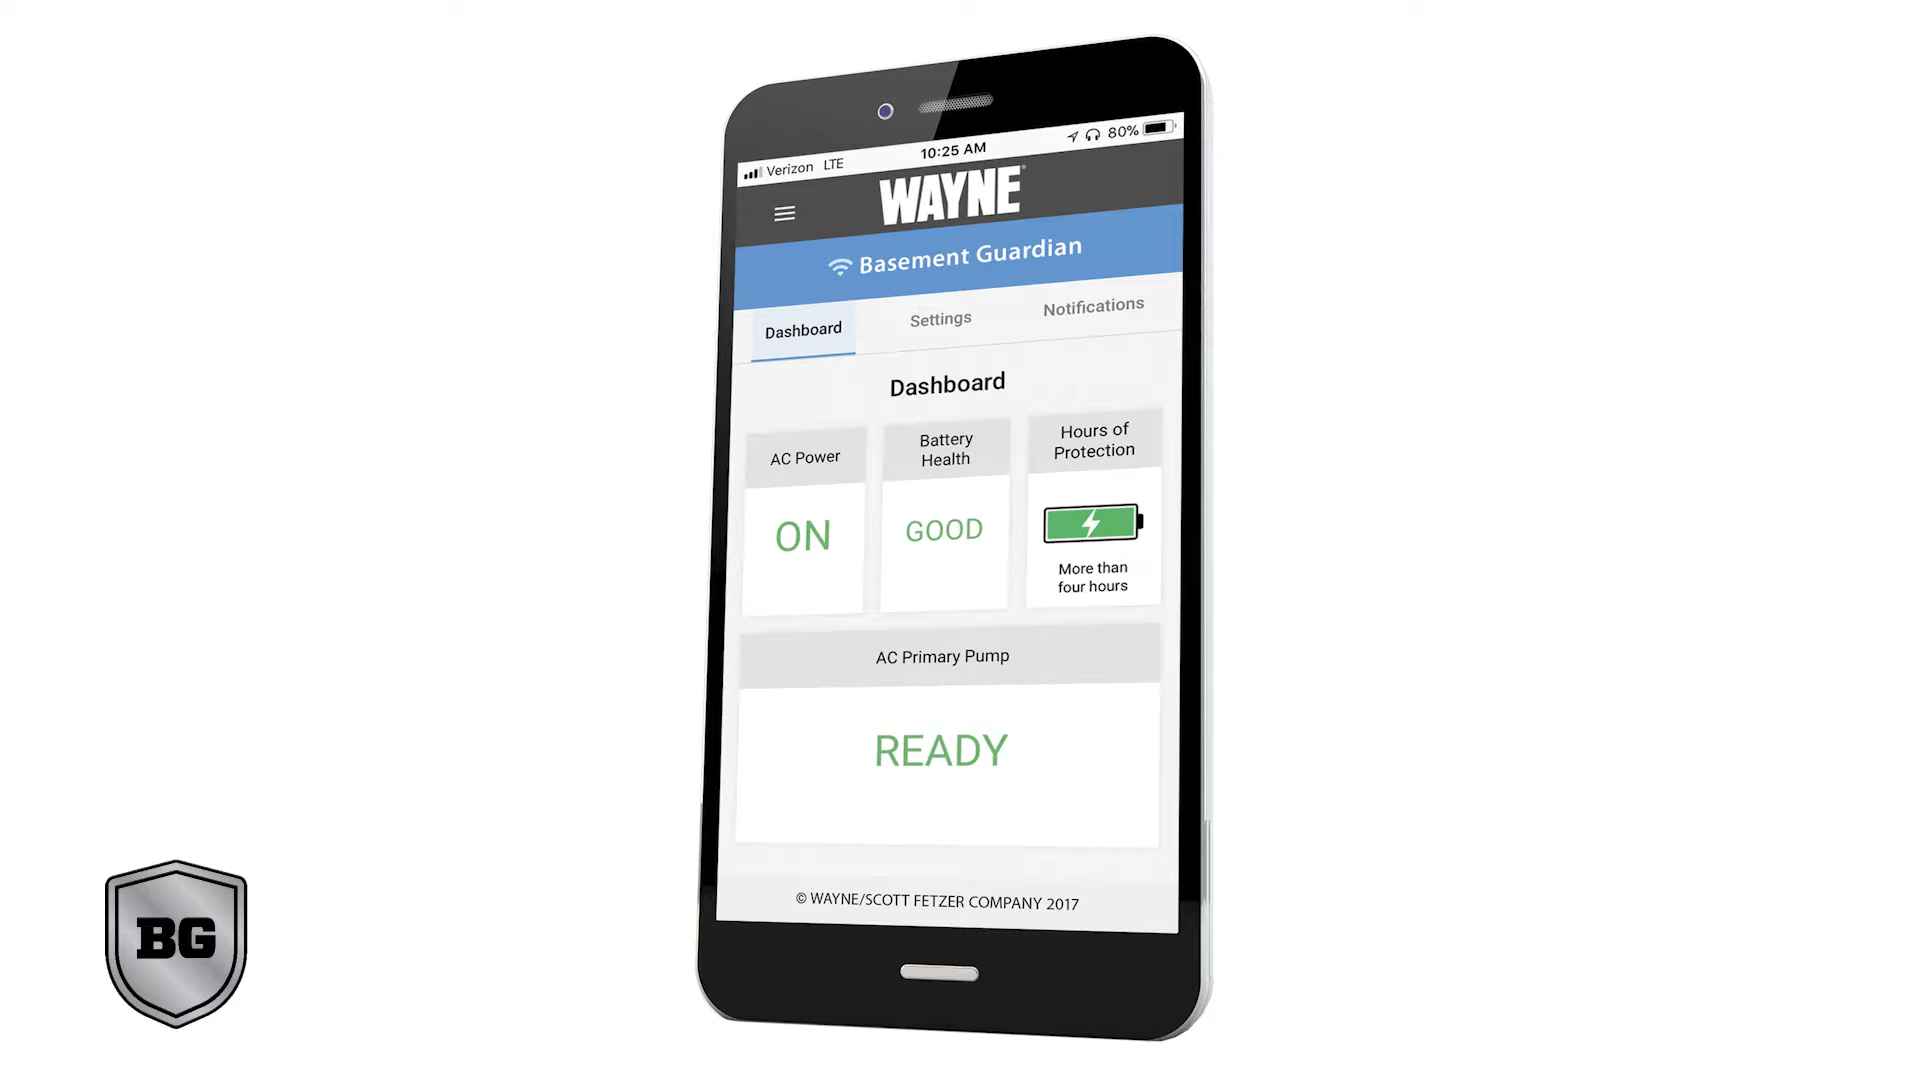 Verizon LTE 10:25 AM 80%
WAYNE
Basement Guardian
Dashboard Settings Notifications
Dashboard
AC Power
ON
Battery
Health
GOOD
Hours of
Protection
More than
four hours
AC Primary Pump
READY
© WAYNE/SCOTT FETZER COMPANY 2017
BG